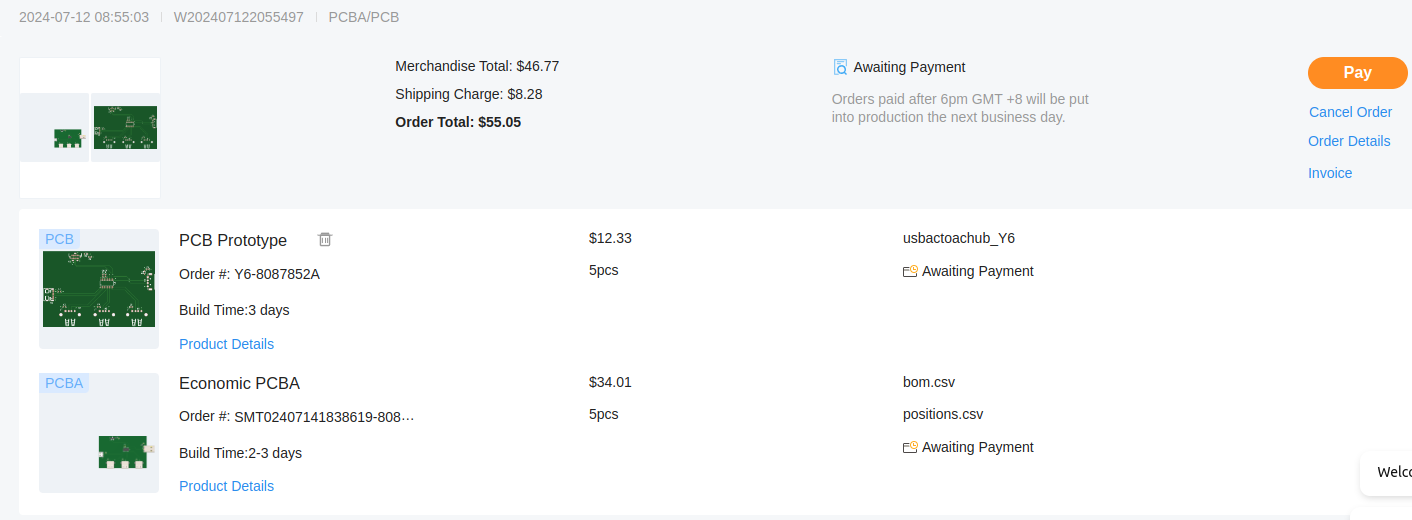 2024-07-12 08:55:03 W202407122055497 PCBA/PCB
Merchandise Total: $46.77
Shipping Charge: $8.28
Order Total: $55.05
Awaiting Payment
Orders paid after 6pm GMT +8 will be put
into production the next business day.
Pay
Cancel Order
Order Details
Invoice
PCB
PCB Prototype
Order #: Y6-8087852A
Build Time:3 days
Product Details
$12.33
5pcs
usbactoachub_Y6
Awaiting Payment
PCBA
Economic PCBA
Order #: SMT02407141838619-808…
Build Time:2-3 days
Product Details
$34.01
5pcs
bom.csv
positions.csv
Awaiting Payment
Welc